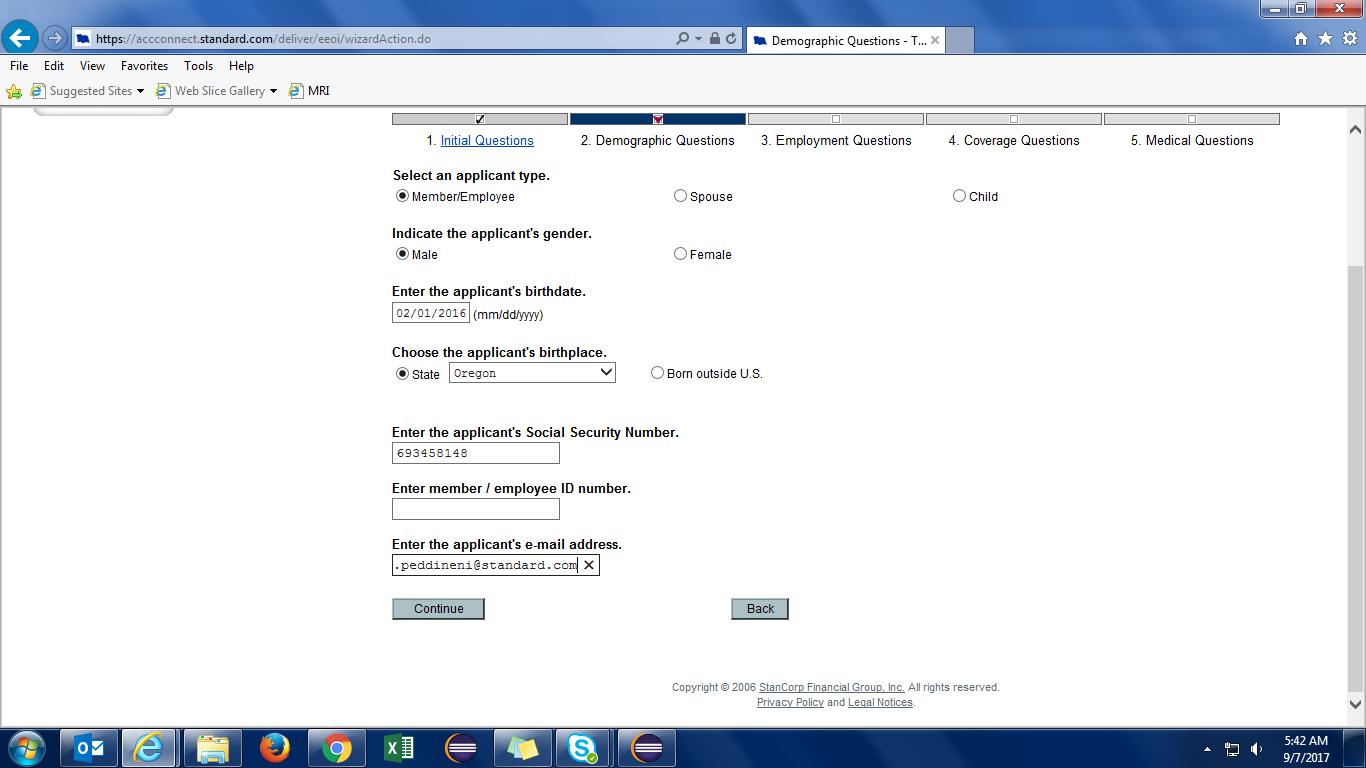 https://accconnect.standard.com/deliver/eeoi/wizardAction.do
Demographic Questions - T...
File Edit View Favorites Tools Help
Suggested Sites Web Slice Gallery MRI
1. Initial Questions 2. Demographic Questions 3. Employment Questions 4. Coverage Questions 5. Medical Questions
Select an applicant type.
Member/Employee Spouse Child
Indicate the applicant's gender.
Male Female
Enter the applicant's birthdate.
02/01/2016 (mm/dd/yyyy)
Choose the applicant's birthplace.
State Oregon Born outside U.S.
Enter the applicant's Social Security Number.
693458148
Enter member / employee ID number.
Enter the applicant's e-mail address.
.peddineni@standard.com
Continue Back
Copyright © 2006 StanCorp Financial Group, Inc. All rights reserved.
Privacy Policy and Legal Notices.
5:42 AM
9/7/2017